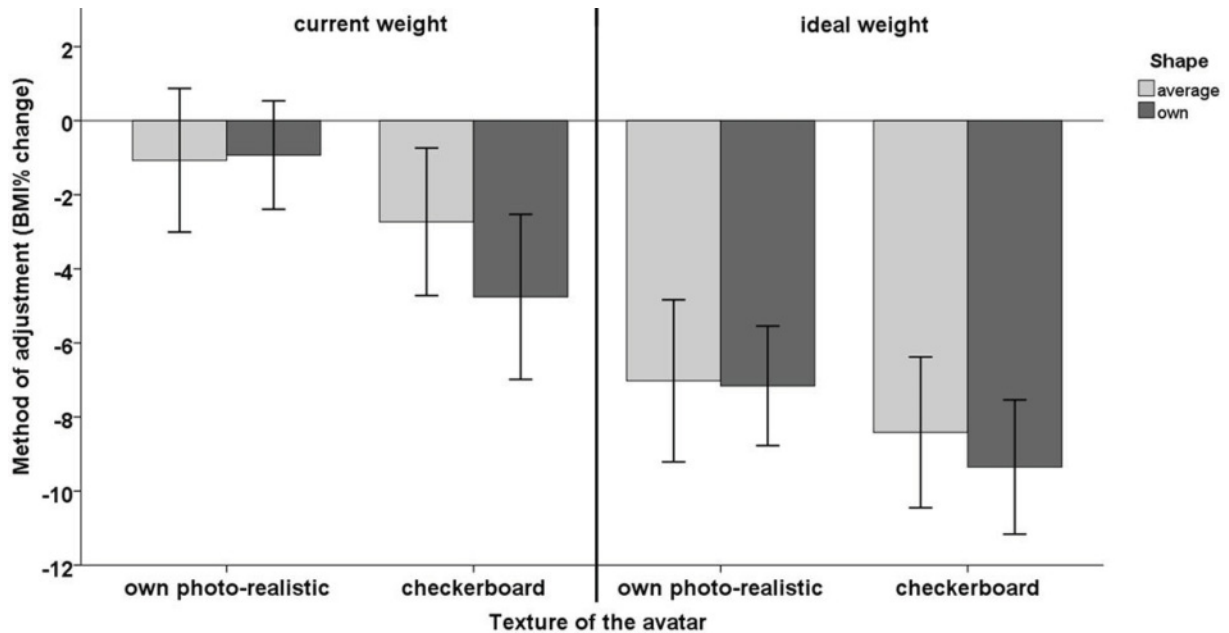 current weight
ideal weight
Shape
average
own
Method of adjustment (BMI% change)
2
0
-2
-4
-6
-8
-10
-12
own photo-realistic
checkerboard
own photo-realistic
checkerboard
Texture of the avatar